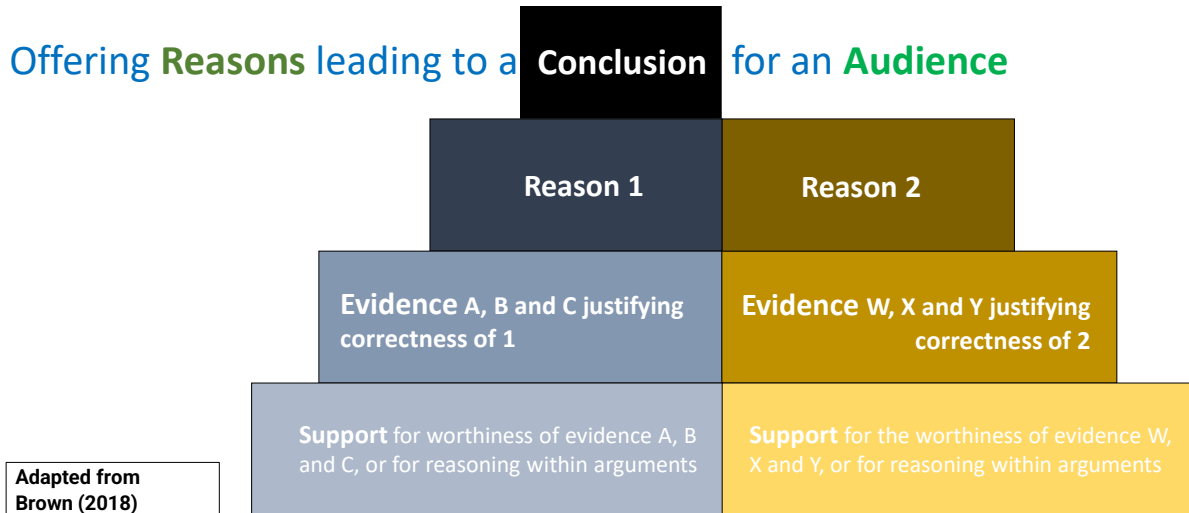 Offering Reasons leading to a Conclusion for an Audience
Reason 1
Reason 2
Evidence A, B and C justifying
correctness of 1
Evidence W, X and Y justifying
correctness of 2
Support for worthiness of evidence A, B
and C, or for reasoning within arguments
Support for the worthiness of evidence W,
X and Y, or for reasoning within arguments
Adapted from
Brown (2018)